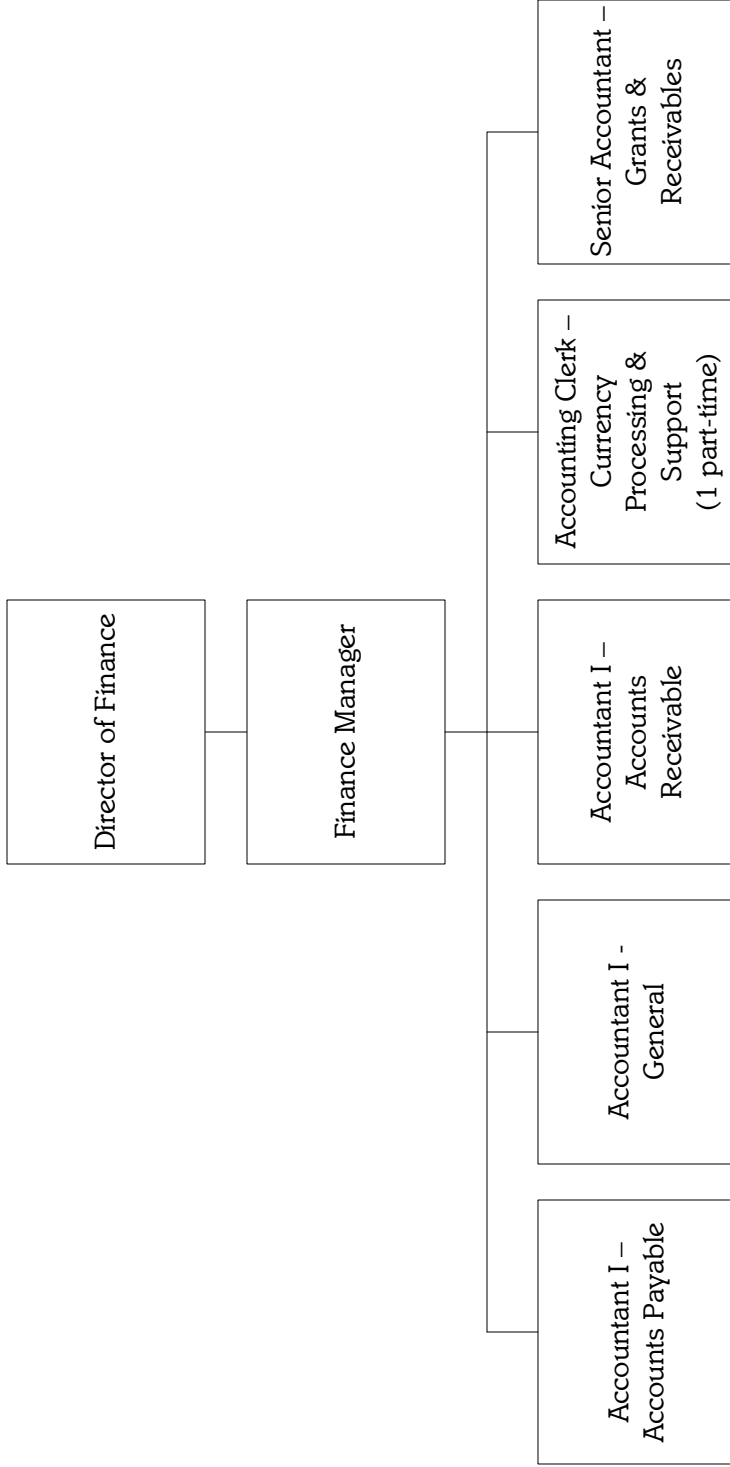 Director of Finance
Finance Manager
Accountant I –
Accounts Payable
Accountant I -
General
Accountant I –
Accounts
Receivable
Accounting Clerk –
Currency
Processing &
Support
(1 part-time)
Senior Accountant –
Grants &
Receivables